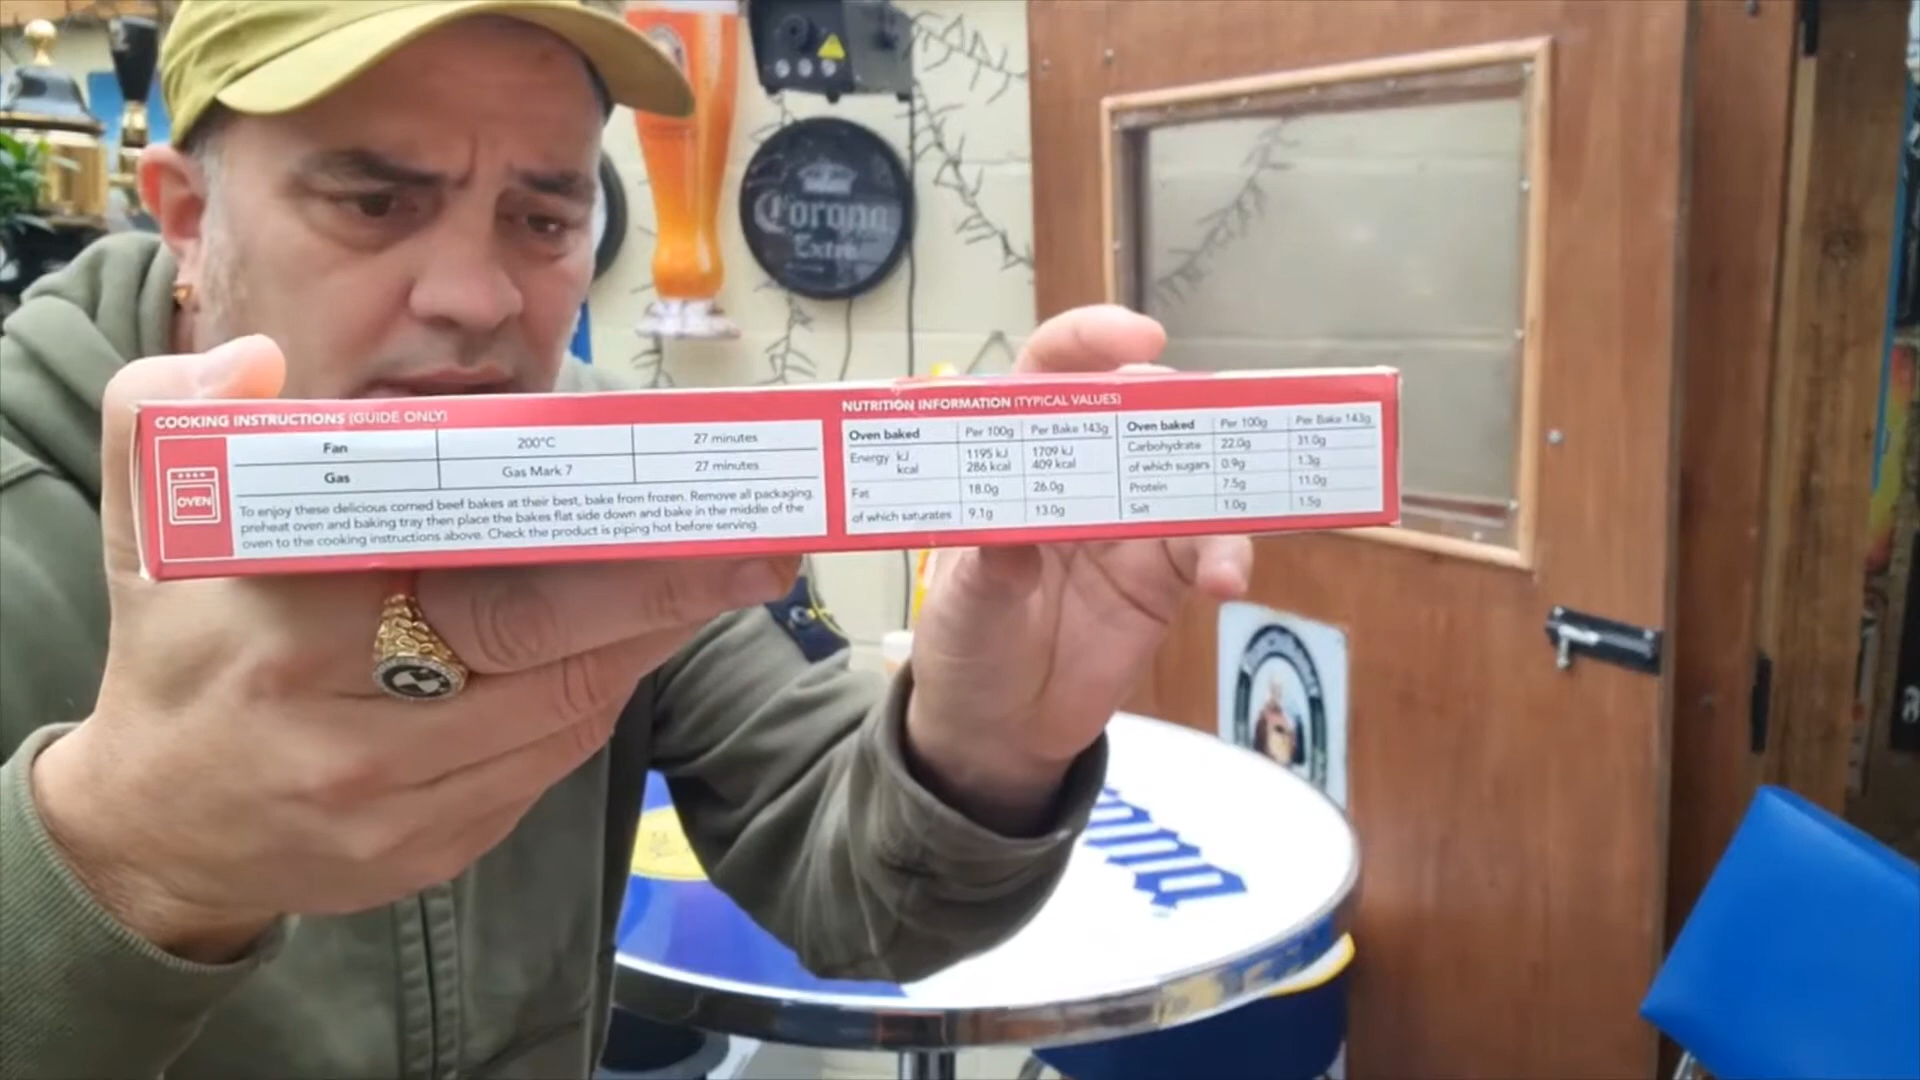 Corona
Extra
COOKING INSTRUCTIONS (GUIDE ONLY)
OVEN
Fan 200°C 27 minutes
Gas Gas Mark 7 27 minutes
To enjoy these delicious corned beef bakes at their best, bake from frozen. Remove all packaging,
preheat oven and baking tray then place the bakes flat side down and bake in the middle of the
oven to the cooking instructions above. Check the product is piping hot before serving.
NUTRITION INFORMATION (TYPICAL VALUES)
Oven baked Per 100g Per Bake 143g
Energy kJ 1195 kJ 1709 kJ
kcal 286 kcal 409 kcal
Fat 18.0g 26.0g
of which saturates 9.1g 13.0g
Oven baked Per 100g Per Bake 143g
Carbohydrate 22.0g 31.0g
of which sugars 0.9g 1.3g
Protein 7.5g 11.0g
Salt 1.0g 1.5g